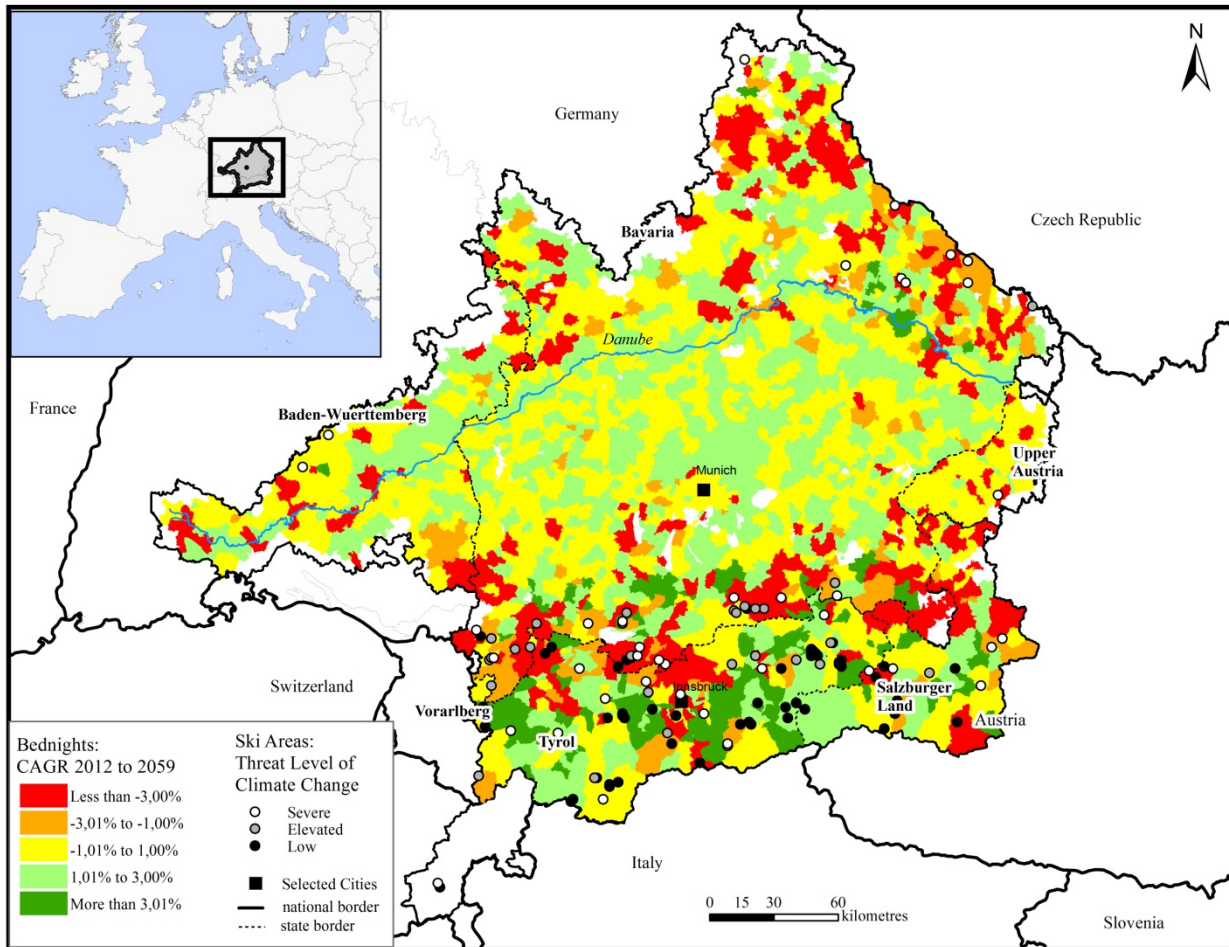 N
Germany
Czech Republic
Bavaria
Danube
France
Baden-Wuerttemberg
Munich
Upper
Austria
Switzerland
Innsbruck
Vorarlberg
Tyrol
Salzburger
Land
Austria
Italy
Slovenia
Bednights:
CAGR 2012 to 2059
Less than -3,00%
-3,01% to -1,00%
-1,01% to 1,00%
1,01% to 3,00%
More than 3,01%
Ski Areas:
Threat Level of
Climate Change
Severe
Elevated
Low
Selected Cities
national border
state border
0 15 30 60
kilometres